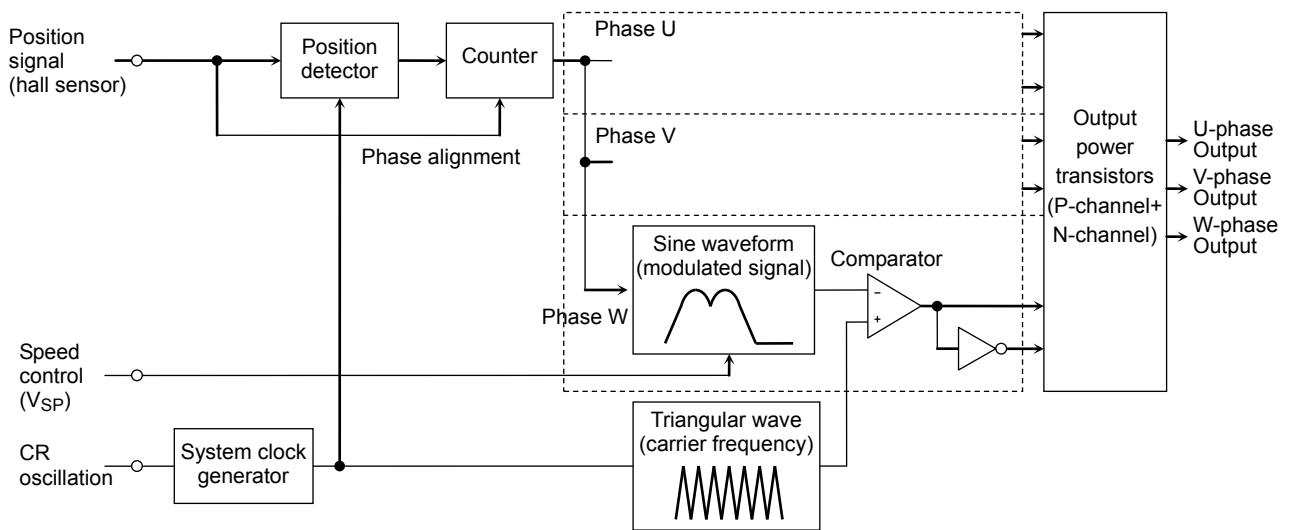 Position
signal
(hall sensor)
Position
detector
Counter
Phase alignment
Phase U
Phase V
Phase W
Sine waveform
(modulated signal)
Comparator
−
+
Output
power
transistors
(P-channel+
N-channel)
U-phase
Output
V-phase
Output
W-phase
Output
Speed
control
(VSP)
CR
oscillation
System clock
generator
Triangular wave
(carrier frequency)